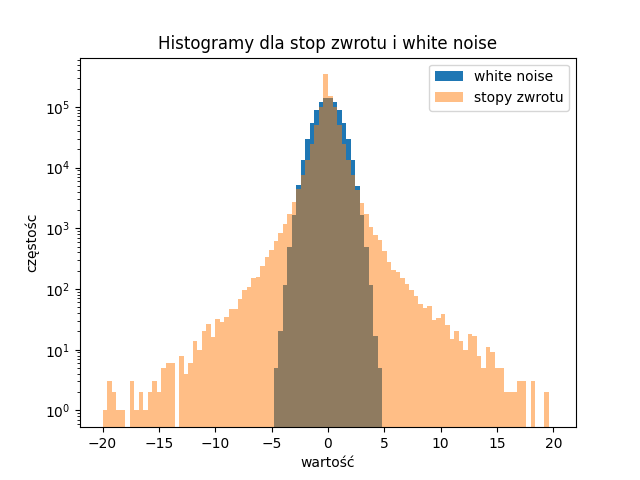 Histogramy dla stop zwrotu i white noise
white noise
stopy zwrotu
częstośc
10⁵
10⁴
10³
10²
10¹
10⁰
−20 −15 −10 −5 0 5 10 15 20
wartość